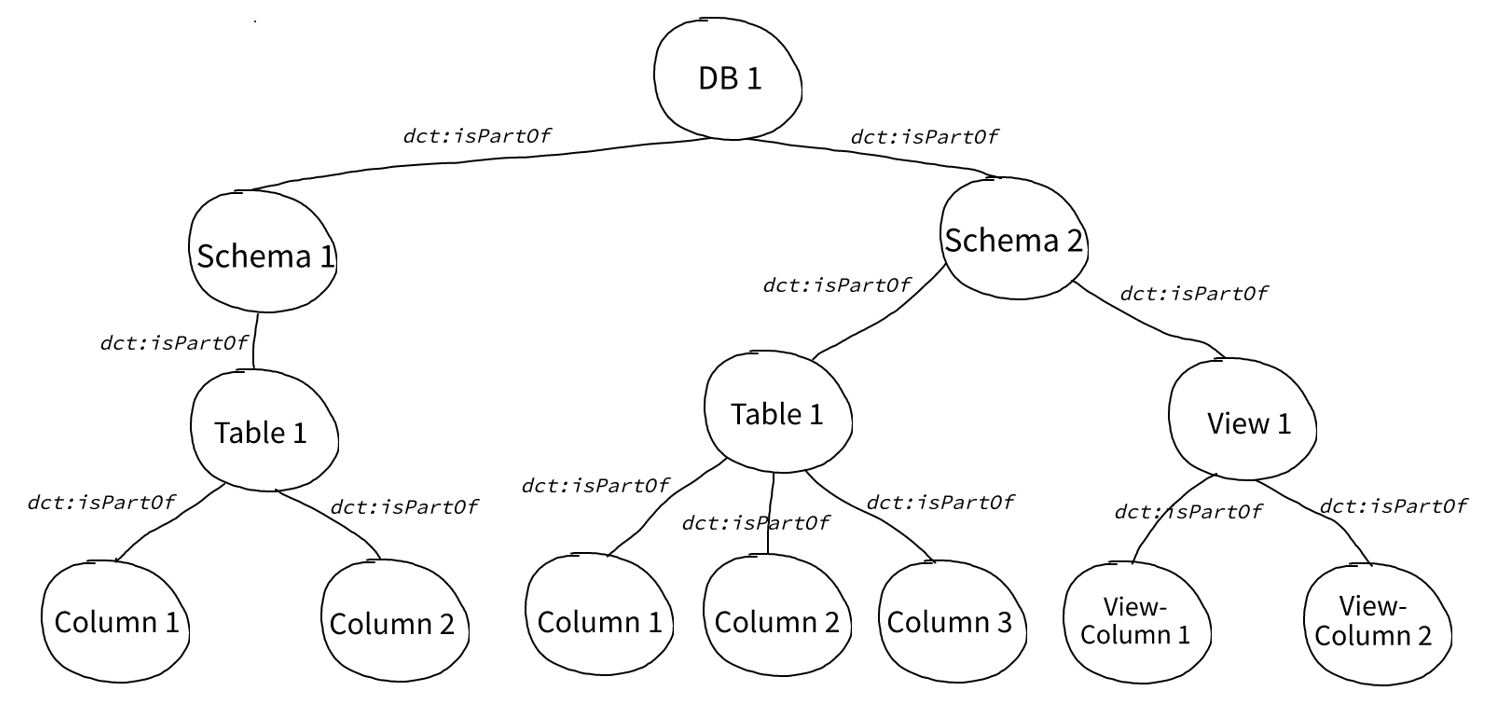 DB 1
dct:isPartOf
dct:isPartOf
Schema 1
Schema 2
dct:isPartOf
dct:isPartOf
dct:isPartOf
Table 1
Table 1
View 1
dct:isPartOf
dct:isPartOf
dct:isPartOf
dct:isPartOf
dct:isPartOf
dct:isPartOf
dct:isPartOf
Column 1
Column 2
Column 1
Column 2
Column 3
View-
Column 1
View-
Column 2